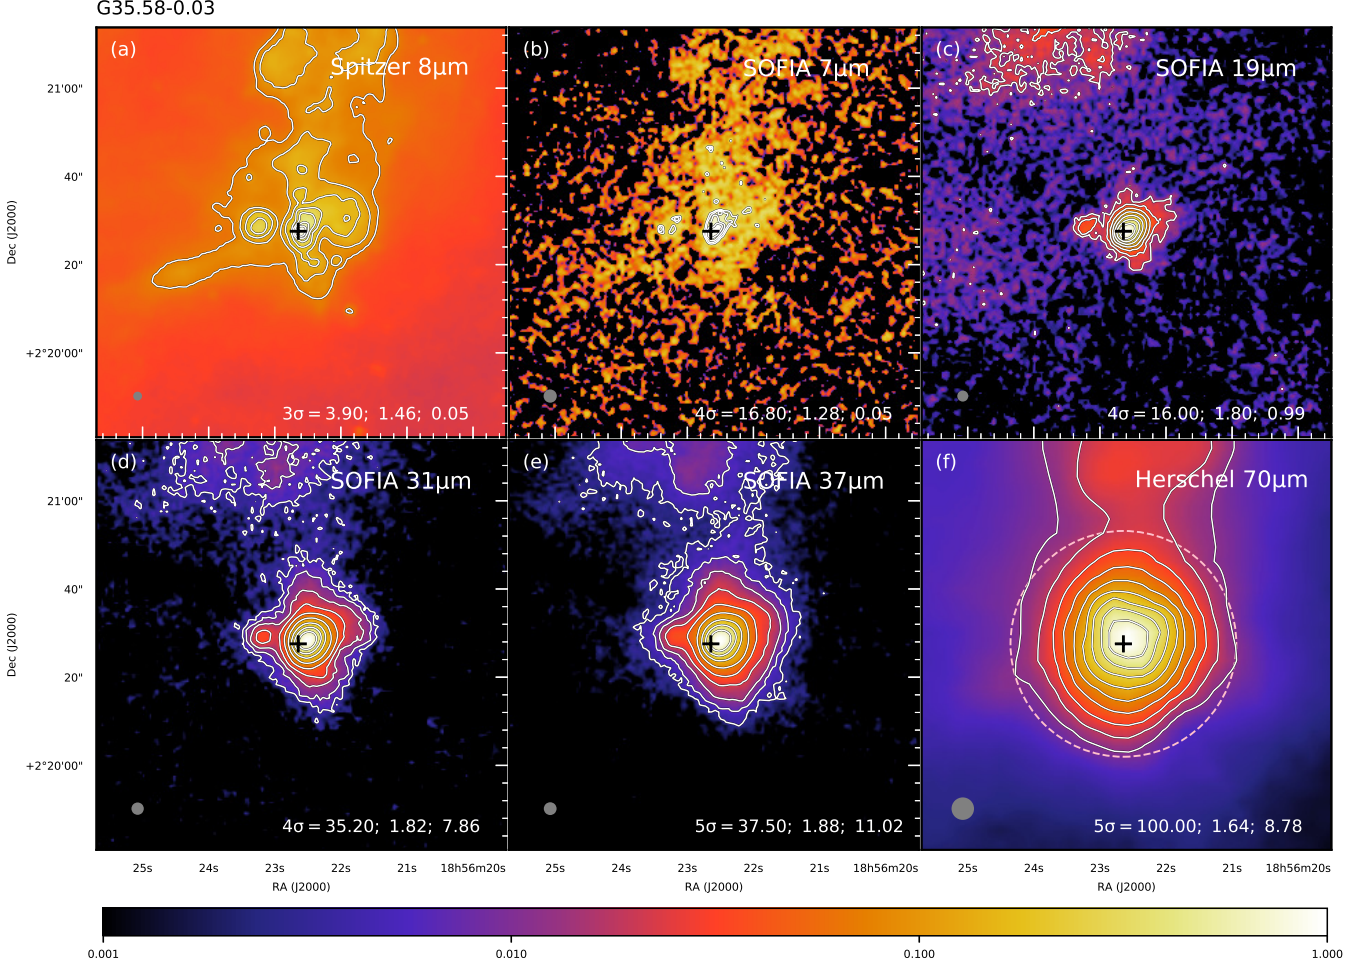 G35.58-0.03
(a)
Spitzer 8μm
3σ=3.90; 1.46; 0.05
(b)
SOFIA 7μm
4σ=16.80; 1.28; 0.05
(c)
SOFIA 19μm
4σ=16.00; 1.80; 0.99
21'00"
40"
20"
+2°20'00"
Dec (J2000)
(d)
SOFIA 31μm
4σ=35.20; 1.82; 7.86
(e)
SOFIA 37μm
5σ=37.50; 1.88; 11.02
(f)
Herschel 70μm
5σ=100.00; 1.64; 8.78
21'00"
40"
20"
+2°20'00"
Dec (J2000)
25s 24s 23s 22s 21s 18h56m20s
25s 24s 23s 22s 21s 18h56m20s
25s 24s 23s 22s 21s 18h56m20s
RA (J2000) RA (J2000) RA (J2000)
0.001 0.010 0.100 1.000